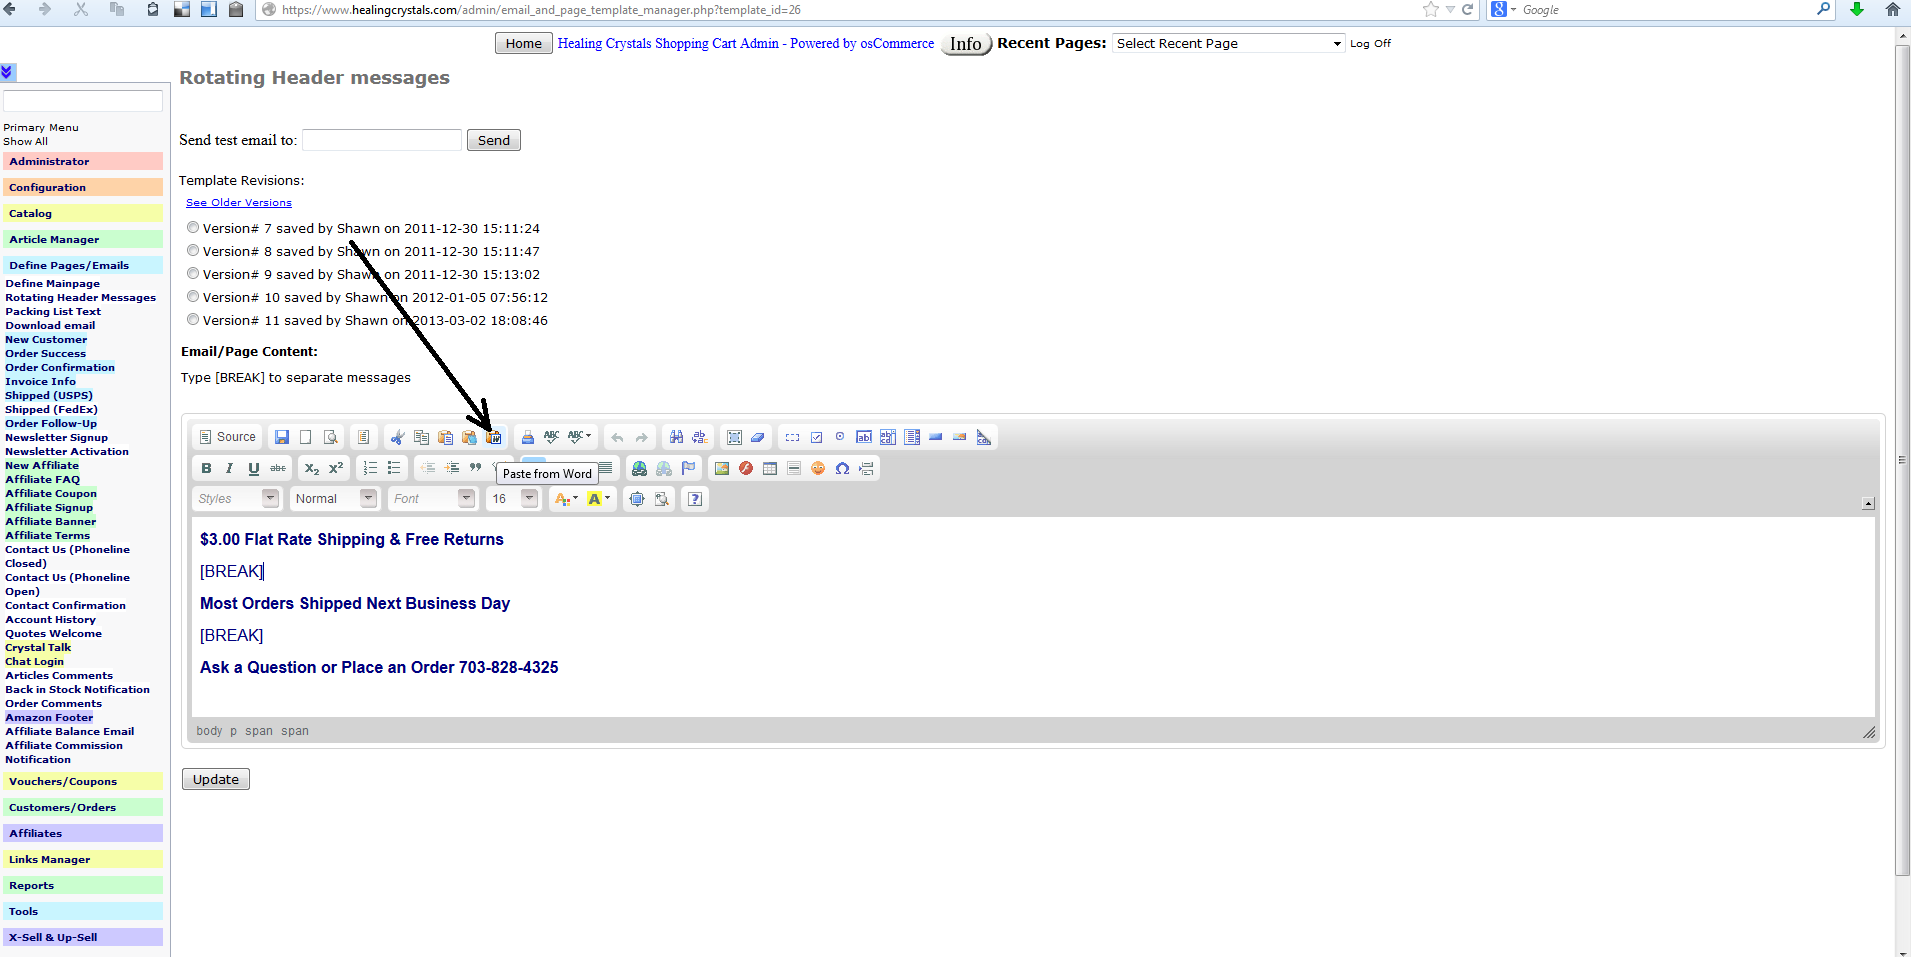 https://www.healingcrystals.com/admin/email_and_page_template_manager.php?template_id=26
Google
Home Healing Crystals Shopping Cart Admin - Powered by osCommerce Info Recent Pages: Select Recent Page Log Off
Rotating Header messages
Primary Menu
Show All
Administrator
Configuration
Catalog
Article Manager
Define Pages/Emails
Define Mainpage
Rotating Header Messages
Packing List Text
Download email
New Customer
Order Success
Order Confirmation
Invoice Info
Shipped (USPS)
Shipped (FedEx)
Order Follow-Up
Newsletter Signup
Newsletter Activation
New Affiliate
Affiliate FAQ
Affiliate Coupon
Affiliate Signup
Affiliate Banner
Affiliate Terms
Contact Us (Phoneline
Closed)
Contact Us (Phoneline
Open)
Contact Confirmation
Account History
Quotes Welcome
Crystal Talk
Chat Login
Articles Comments
Back in Stock Notification
Order Comments
Amazon Footer
Affiliate Balance Email
Affiliate Commission
Notification
Vouchers/Coupons
Customers/Orders
Affiliates
Links Manager
Reports
Tools
X-Sell & Up-Sell
Send test email to: Send
Template Revisions:
See Older Versions
Version# 7 saved by Shawn on 2011-12-30 15:11:24
Version# 8 saved by Shawn on 2011-12-30 15:11:47
Version# 9 saved by Shawn on 2011-12-30 15:13:02
Version# 10 saved by Shawn on 2012-01-05 07:56:12
Version# 11 saved by Shawn on 2013-03-02 18:08:46
Email/Page Content:
Type [BREAK] to separate messages
Source
B I U abc X₂ X²
Paste from Word
Styles Normal Font 16 A A ?
$3.00 Flat Rate Shipping & Free Returns
[BREAK]
Most Orders Shipped Next Business Day
[BREAK]
Ask a Question or Place an Order 703-828-4325
body p span span
Update